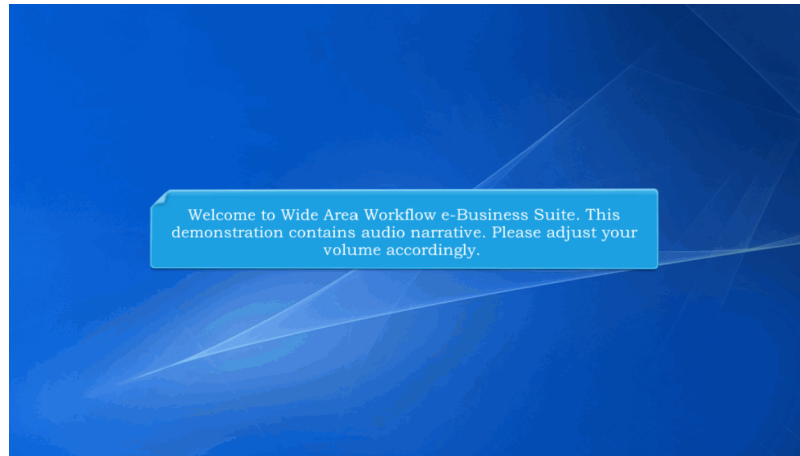 Welcome to Wide Area Workflow e-Business Suite. This
demonstration contains audio narrative. Please adjust your
volume accordingly.